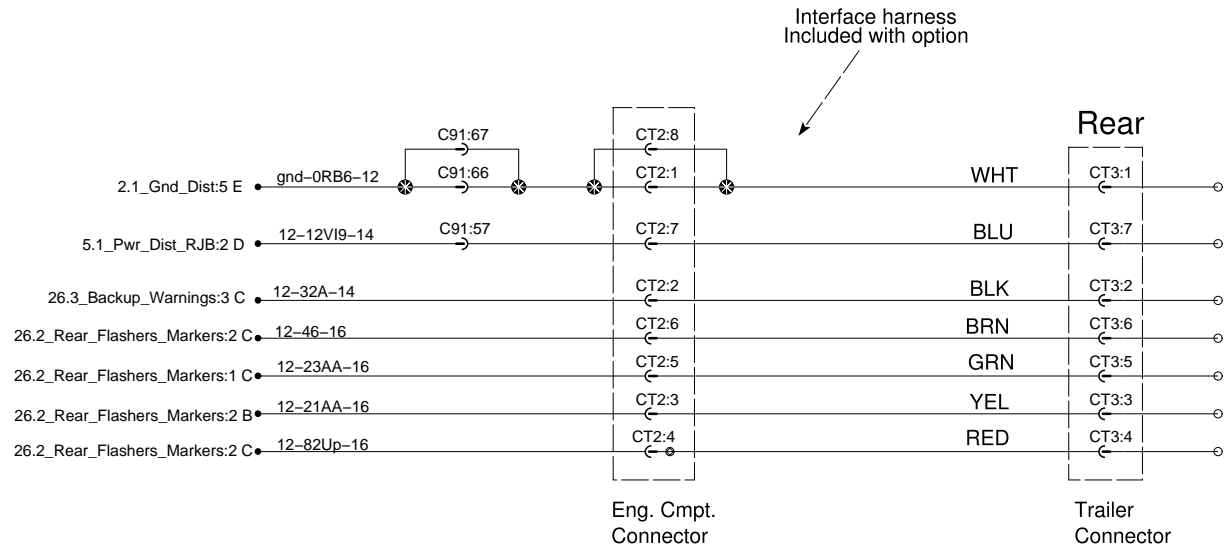 Interface harness
Included with option
Rear
C91:67
CT2:8
2.1_Gnd_Dist:5 E
gnd−0RB6−12
C91:66
CT2:1
WHT
CT3:1
5.1_Pwr_Dist_RJB:2 D
12−12VI9−14
C91:57
CT2:7
BLU
CT3:7
26.3_Backup_Warnings:3 C
12−32A−14
CT2:2
BLK
CT3:2
26.2_Rear_Flashers_Markers:2 C
12−46−16
CT2:6
BRN
CT3:6
26.2_Rear_Flashers_Markers:1 C
12−23AA−16
CT2:5
GRN
CT3:5
26.2_Rear_Flashers_Markers:2 B
12−21AA−16
CT2:3
YEL
CT3:3
26.2_Rear_Flashers_Markers:2 C
12−82Up−16
CT2:4
RED
CT3:4
Eng. Cmpt.
Connector
Trailer
Connector